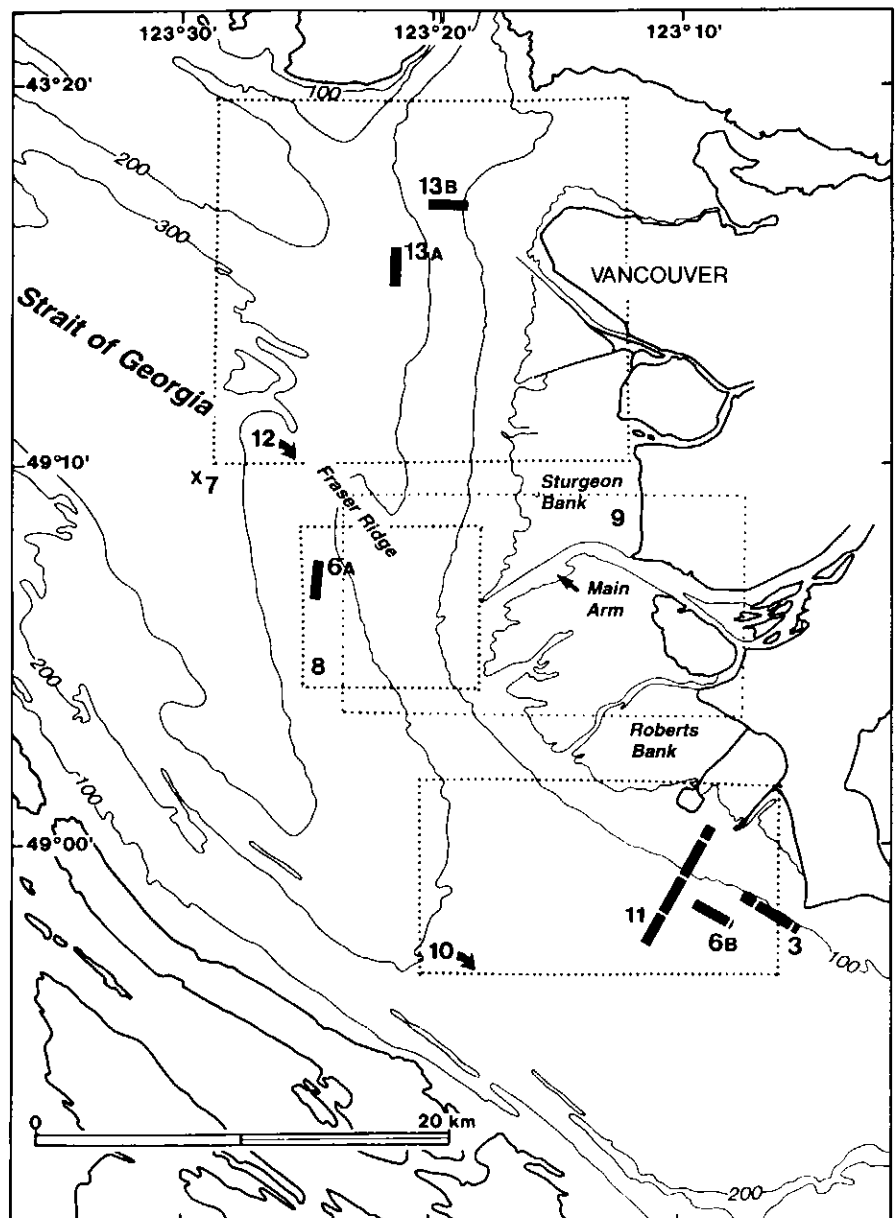 123°30' 123°20' 123°10'
43°20'
100
200
13B
300
13A
VANCOUVER
Strait of Georgia
12
49°10'
x7
Fraser Ridge
Sturgeon
Bank
9
6A
Main
Arm
8
200
Roberts
Bank
100
49°00'
11
6B
3
10
100
0 20 km
200